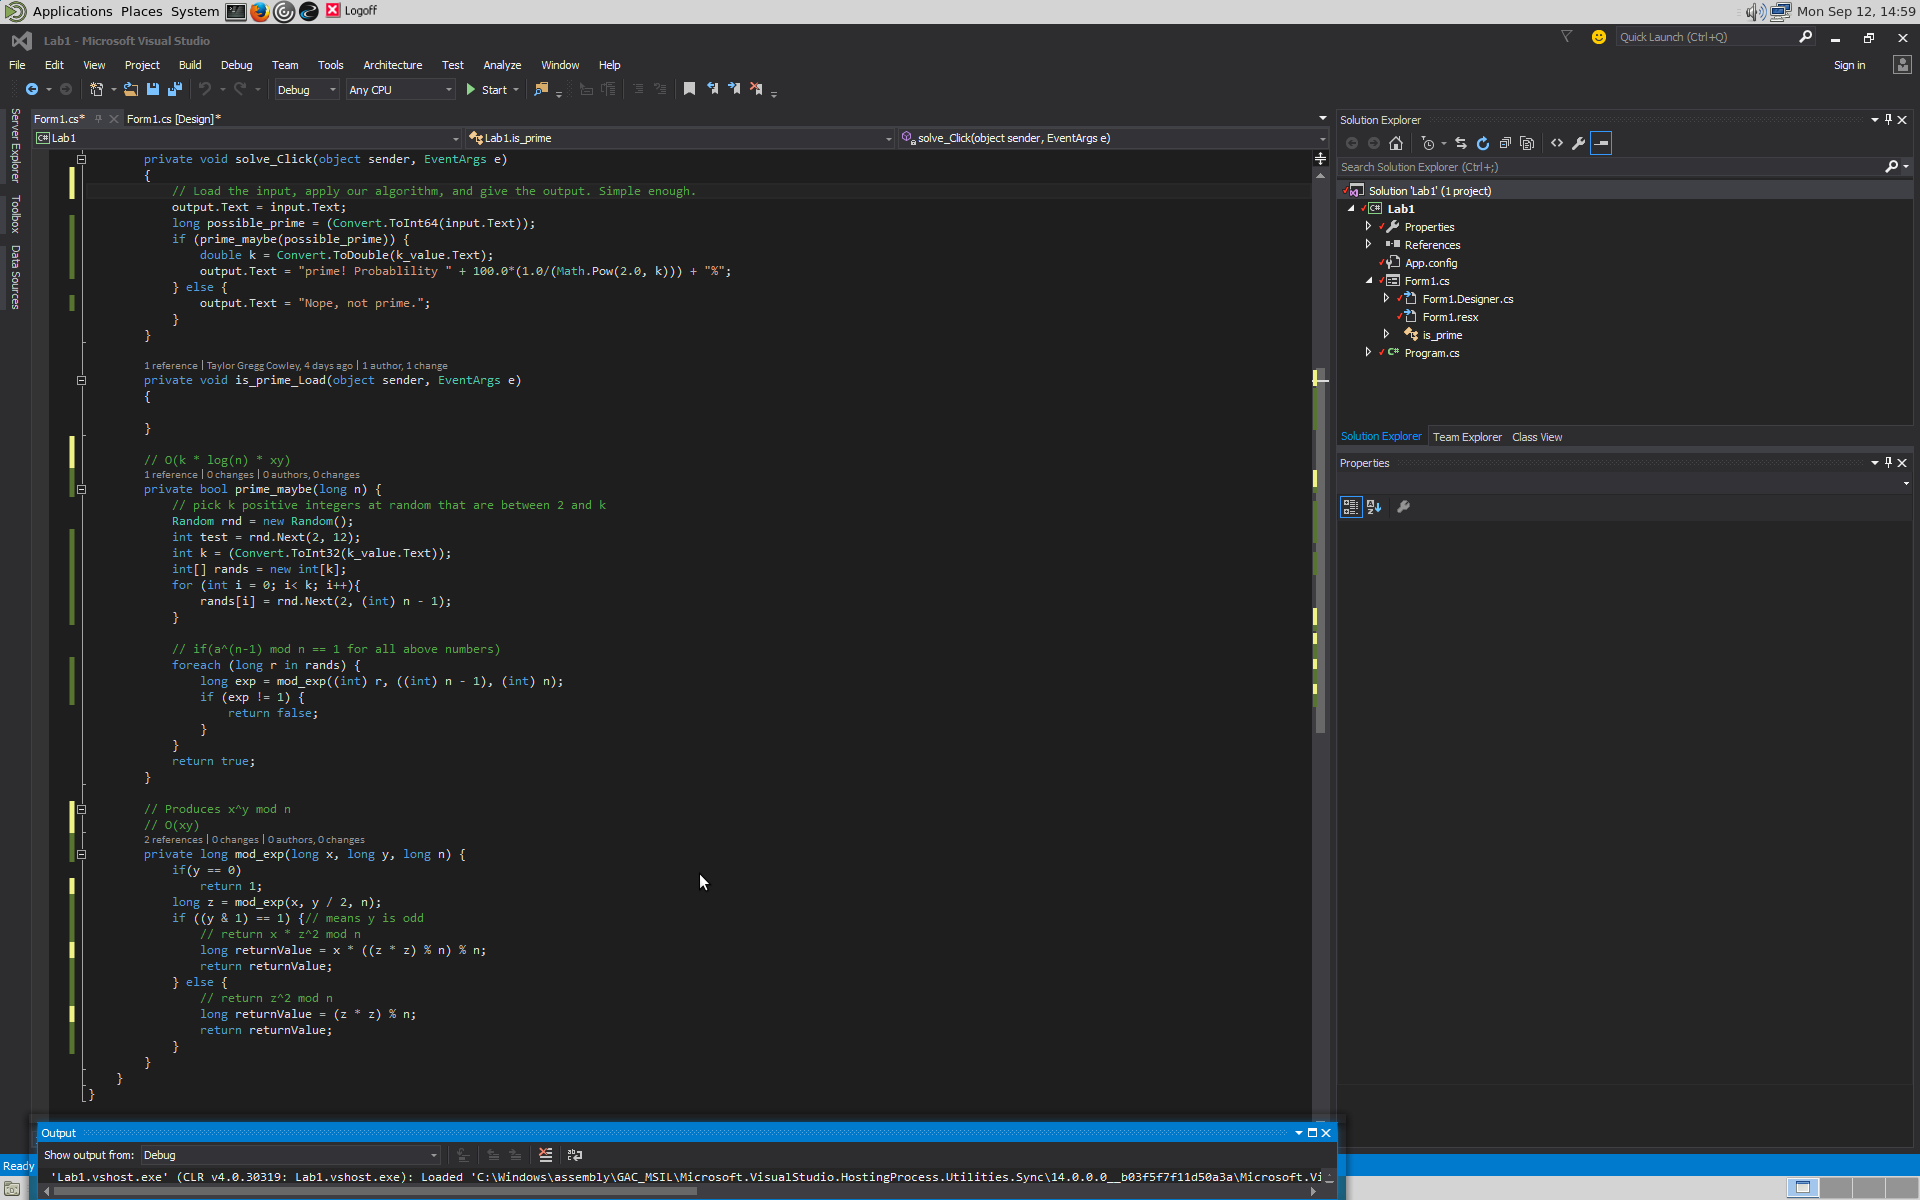 Applications Places System Logoff Mon Sep 12, 14:59
Lab1 - Microsoft Visual Studio Quick Launch (Ctrl+Q)
File Edit View Project Build Debug Team Tools Architecture Test Analyze Window Help Sign in
Debug Any CPU Start
Server Explorer
Toolbox
Data Sources
Form1.cs* Form1.cs [Design]*
C# Lab1 Lab1.is_prime solve_Click(object sender, EventArgs e)
private void solve_Click(object sender, EventArgs e)
{
// Load the input, apply our algorithm, and give the output. Simple enough.
output.Text = input.Text;
long possible_prime = (Convert.ToInt64(input.Text));
if (prime_maybe(possible_prime)) {
double k = Convert.ToDouble(k_value.Text);
output.Text = "prime! Probablility " + 100.0*(1.0/(Math.Pow(2.0, k))) + "%";
} else {
output.Text = "Nope, not prime.";
}
}
1 reference | Taylor Gregg Cowley, 4 days ago | 1 author, 1 change
private void is_prime_Load(object sender, EventArgs e)
{
}
// O(k * log(n) * xy)
1 reference | 0 changes | 0 authors, 0 changes
private bool prime_maybe(long n) {
// pick k positive integers at random that are between 2 and k
Random rnd = new Random();
int test = rnd.Next(2, 12);
int k = (Convert.ToInt32(k_value.Text));
int[] rands = new int[k];
for (int i = 0; i< k; i++){
rands[i] = rnd.Next(2, (int) n - 1);
}
// if(a^(n-1) mod n == 1 for all above numbers)
foreach (long r in rands) {
long exp = mod_exp((int) r, ((int) n - 1), (int) n);
if (exp != 1) {
return false;
}
}
return true;
}
// Produces x^y mod n
// O(xy)
2 references | 0 changes | 0 authors, 0 changes
private long mod_exp(long x, long y, long n) {
if(y == 0)
return 1;
long z = mod_exp(x, y / 2, n);
if ((y & 1) == 1) {// means y is odd
// return x * z^2 mod n
long returnValue = x * ((z * z) % n) % n;
return returnValue;
} else {
// return z^2 mod n
long returnValue = (z * z) % n;
return returnValue;
}
}
}
}
Solution Explorer
Search Solution Explorer (Ctrl+;)
Solution 'Lab1' (1 project)
C# Lab1
Properties
References
App.config
Form1.cs
Form1.Designer.cs
Form1.resx
is_prime
C# Program.cs
Solution Explorer Team Explorer Class View
Properties
Output
Show output from: Debug
Ready
'Lab1.vshost.exe' (CLR v4.0.30319: Lab1.vshost.exe): Loaded 'C:\Windows\assembly\GAC_MSIL\Microsoft.VisualStudio.HostingProcess.Utilities.Sync\14.0.0.0__b03f5f7f11d50a3a\Microsoft.Vi